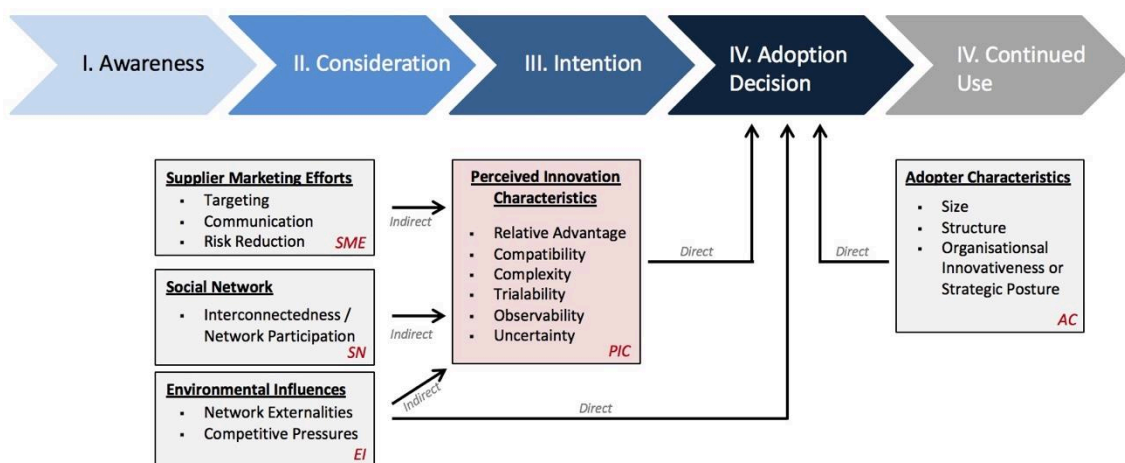 I. Awareness
II. Consideration
III. Intention
IV. Adoption
Decision
IV. Continued
Use
Supplier Marketing Efforts
▪ Targeting
▪ Communication
▪ Risk Reduction
SME
Indirect
Social Network
▪ Interconnectedness /
Network Participation
SN
Indirect
Environmental Influences
▪ Network Externalities
▪ Competitive Pressures
EI
Indirect
Direct
Perceived Innovation
Characteristics
▪ Relative Advantage
▪ Compatibility
▪ Complexity
▪ Trialability
▪ Observability
▪ Uncertainty
PIC
Direct
Direct
Adopter Characteristics
▪ Size
▪ Structure
▪ Organisationsal
Innovativeness or
Strategic Posture
AC